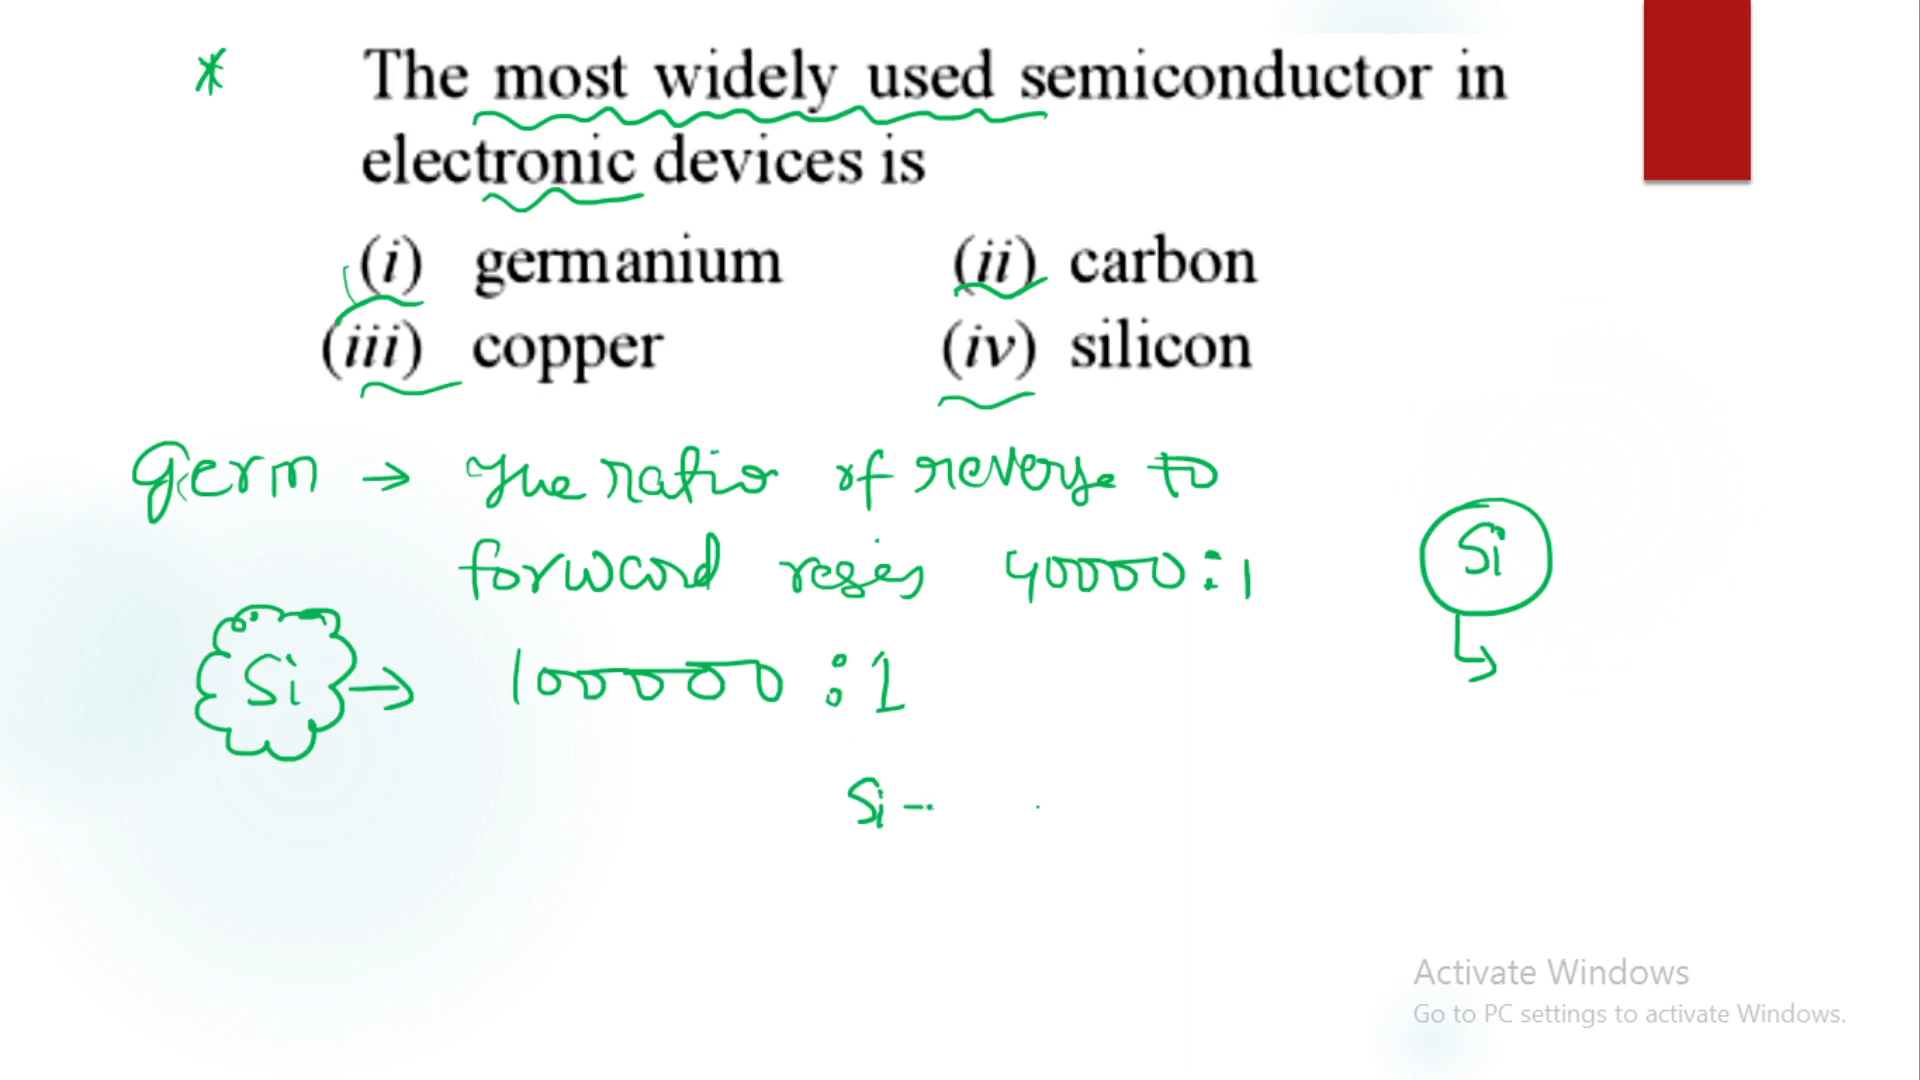 * The most widely used semiconductor in
electronic devices is
(i) germanium (ii) carbon
(iii) copper (iv) silicon
Germ → The ratio of reverse to
forward resis 40000 : 1
Si
Si → 100000 : 1
Si -
Activate Windows
Go to PC settings to activate Windows.